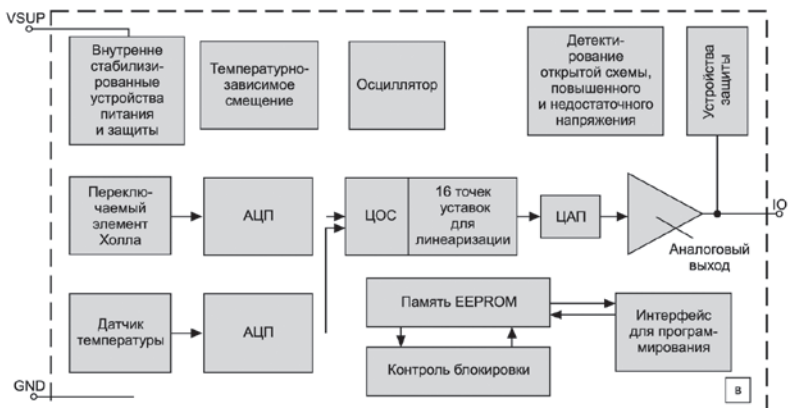 VSUP
Внутренне
стабилизи-
рованные
устройства
питания
и защиты
Температурно-
зависимое
смещение
Осциллятор
Детекти-
рование
открытой схемы,
повышенного
и недостаточного
напряжения
Устройства
защиты
Переключа-
емый
элемент
Холла
АЦП
ЦОС
16 точек
уставок
для
линеаризации
ЦАП
IO
Аналоговый
выход
Датчик
температуры
АЦП
Память EEPROM
Контроль блокировки
Интерфейс
для програм-
мирования
GND
в